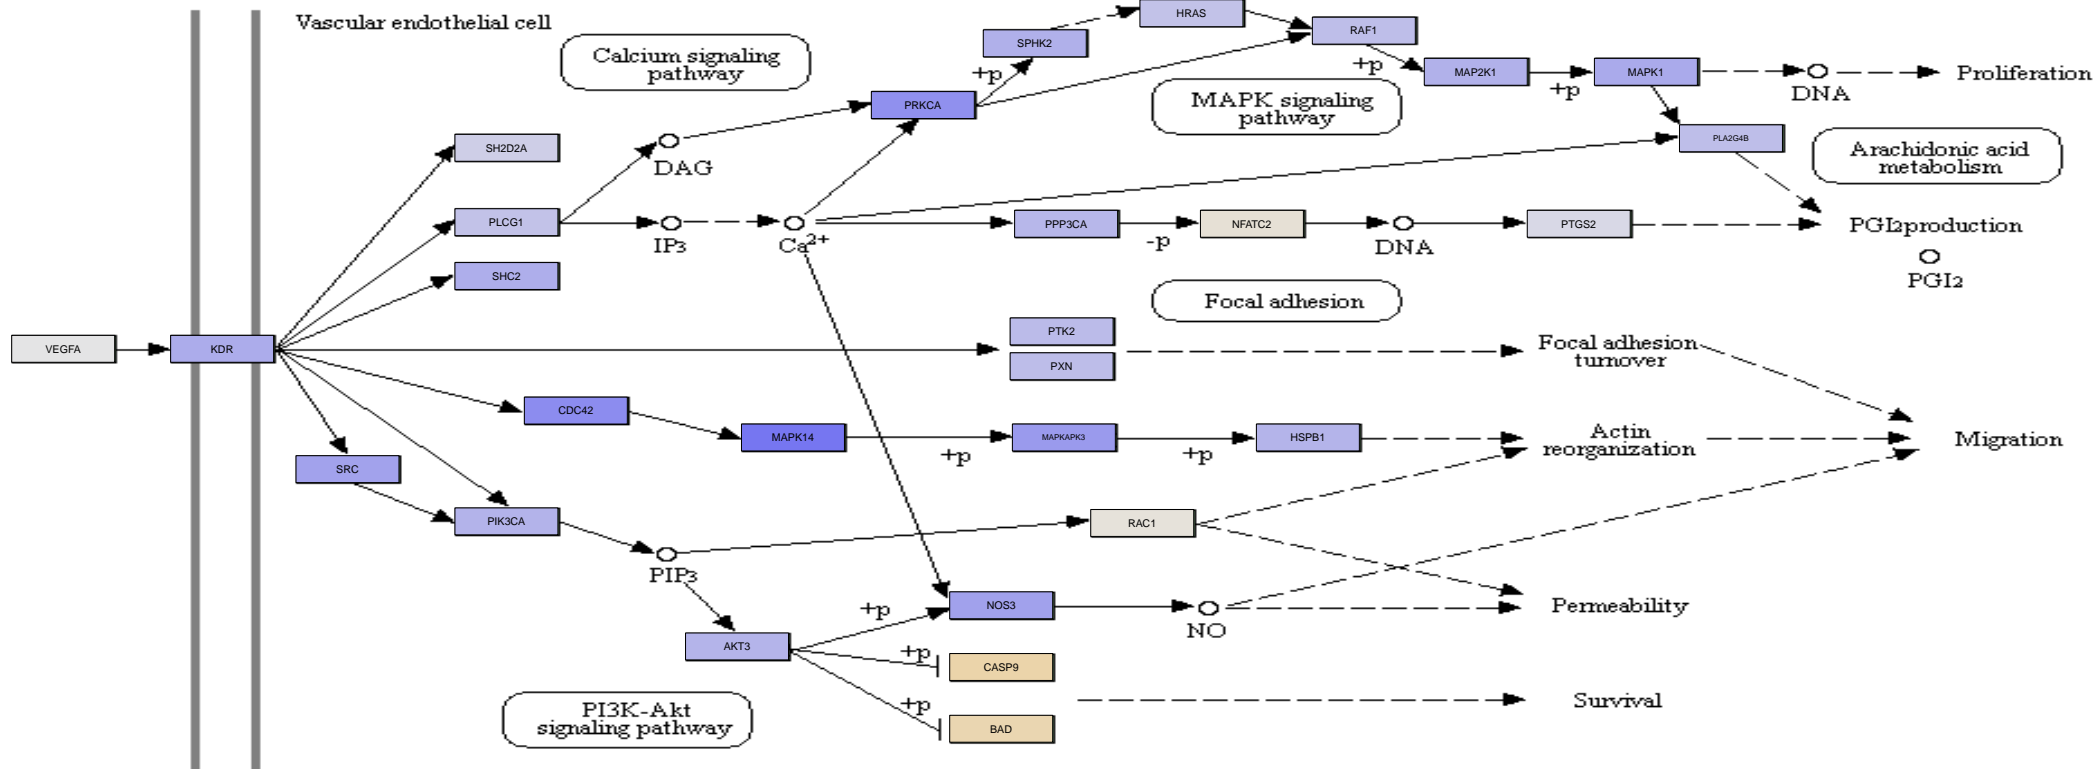 Vascular endothelial cell
HRAS
RAF1
SPHK2
Calcium signaling
pathway
+p
+p
MAP2K1
MAPK1
Proliferation
+p
DNA
PRKCA
MAPK signaling
pathway
PLA2G4B
Arachidonic acid
metabolism
SH2D2A
DAG
PLCG1
IP3
Ca2+
PPP3CA
-p
NFATC2
DNA
PTGS2
PGI2production
PGI2
SHC2
Focal adhesion
VEGFA
KDR
PTK2
PXN
Focal adhesion
turnover
CDC42
MAPK14
+p
MAPKAPK3
+p
HSPB1
Actin
reorganization
Migration
SRC
PIK3CA
RAC1
PIP3
+p
NOS3
NO
Permeability
AKT3
+p
CASP9
+p
BAD
Survival
PI3K-Akt
signaling pathway